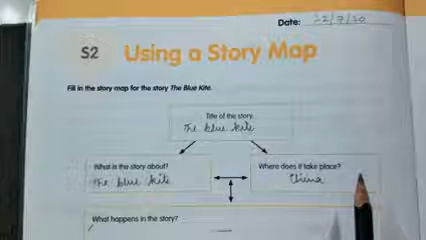 Date: 22/7/20
S2 Using a Story Map
Fill in the story map for the story The Blue Kite.
Title of the story.
The blue kite
What is the story about?
The blue kite
Where does it take place?
China
What happens in the story?